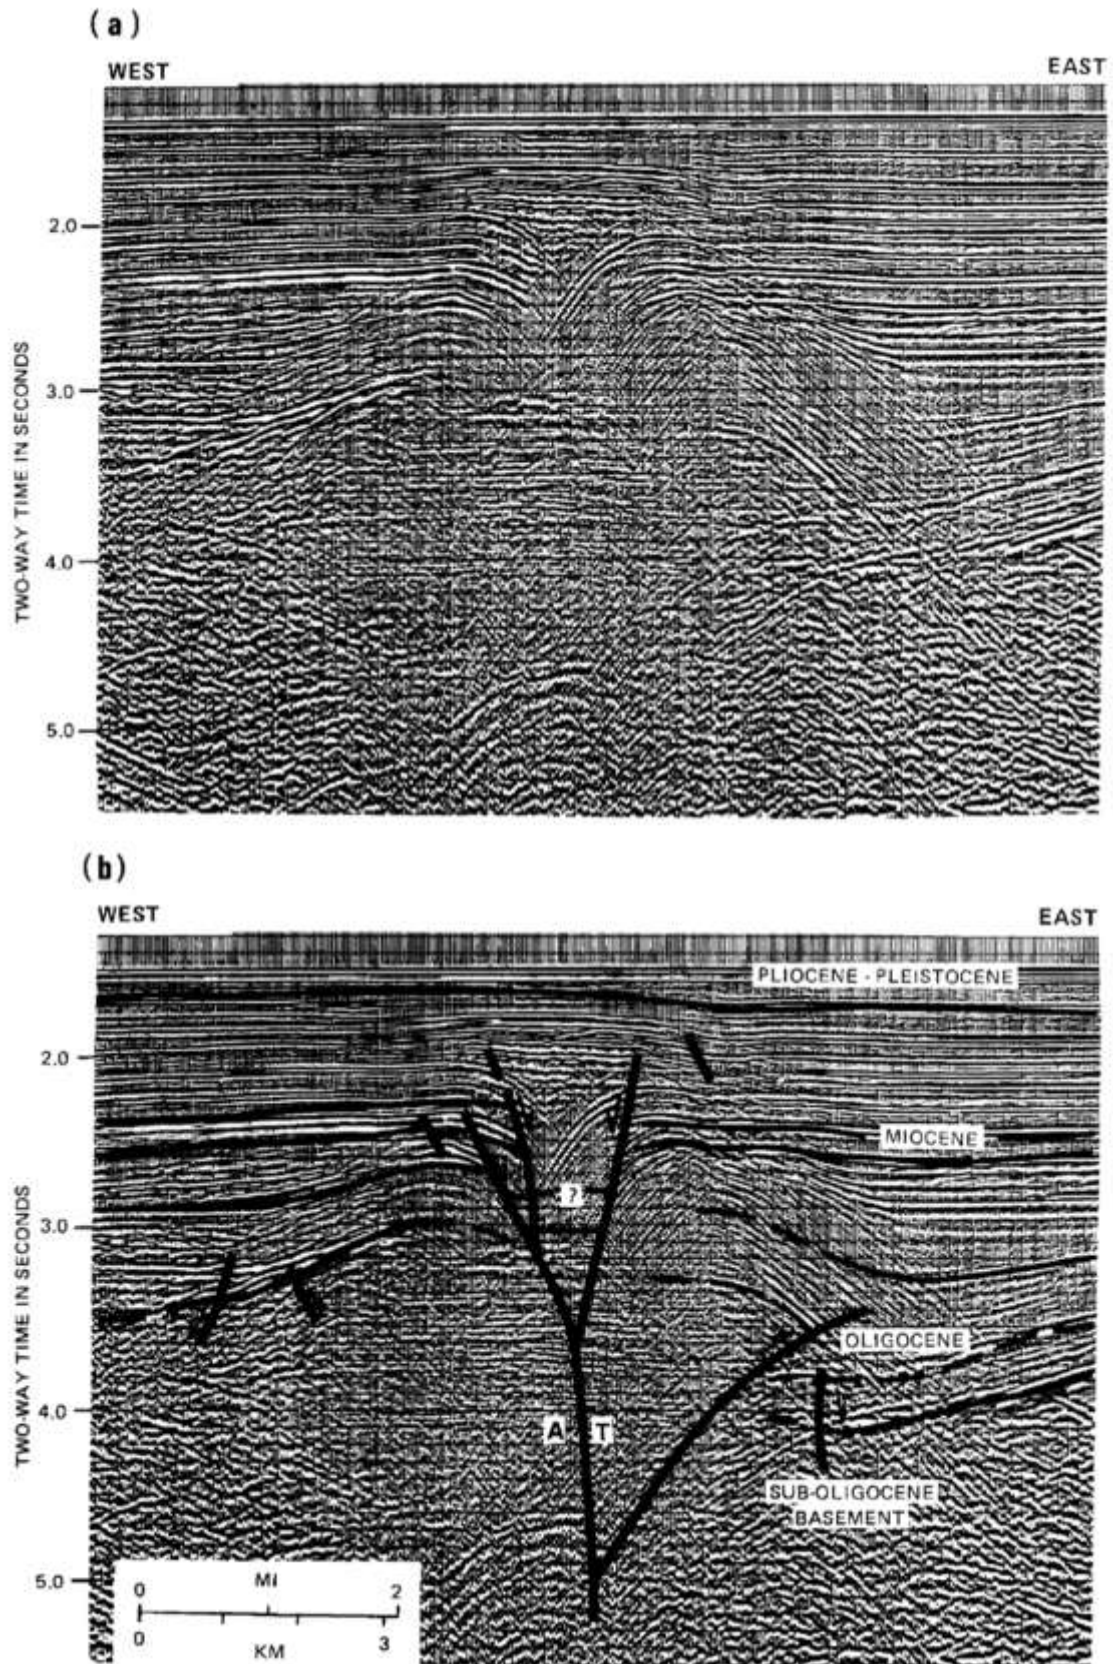 (a)
WEST
EAST
2.0
3.0
4.0
5.0
TWO-WAY TIME IN SECONDS
(b)
WEST
EAST
PLIOCENE - PLEISTOCENE
2.0
MIOCENE
?
3.0
OLIGOCENE
4.0
A T
SUB-OLIGOCENE
BASEMENT
5.0
TWO-WAY TIME IN SECONDS
0 MI 2
0 KM 3